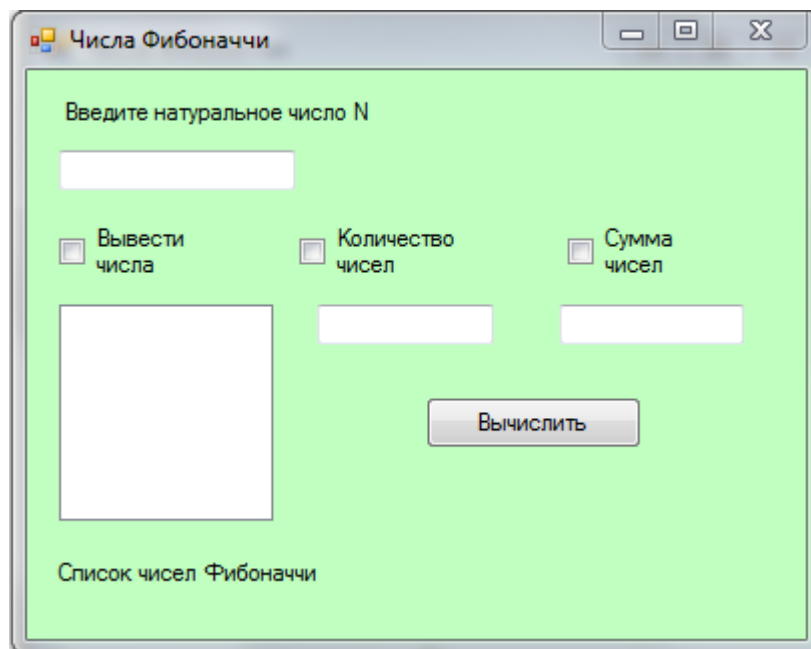 Числа Фибоначчи
Введите натуральное число N
Вывести
числа
Количество
чисел
Сумма
чисел
Вычислить
Список чисел Фибоначчи